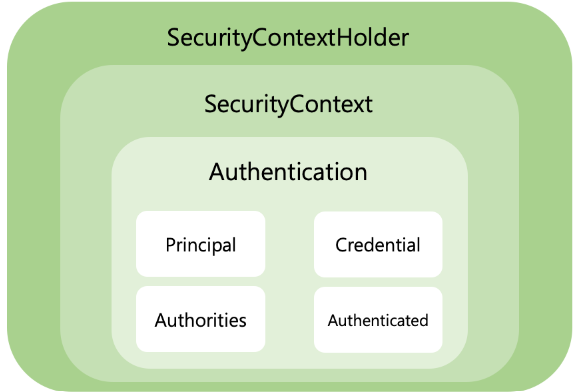 SecurityContextHolder
SecurityContext
Authentication
Principal
Credential
Authorities
Authenticated